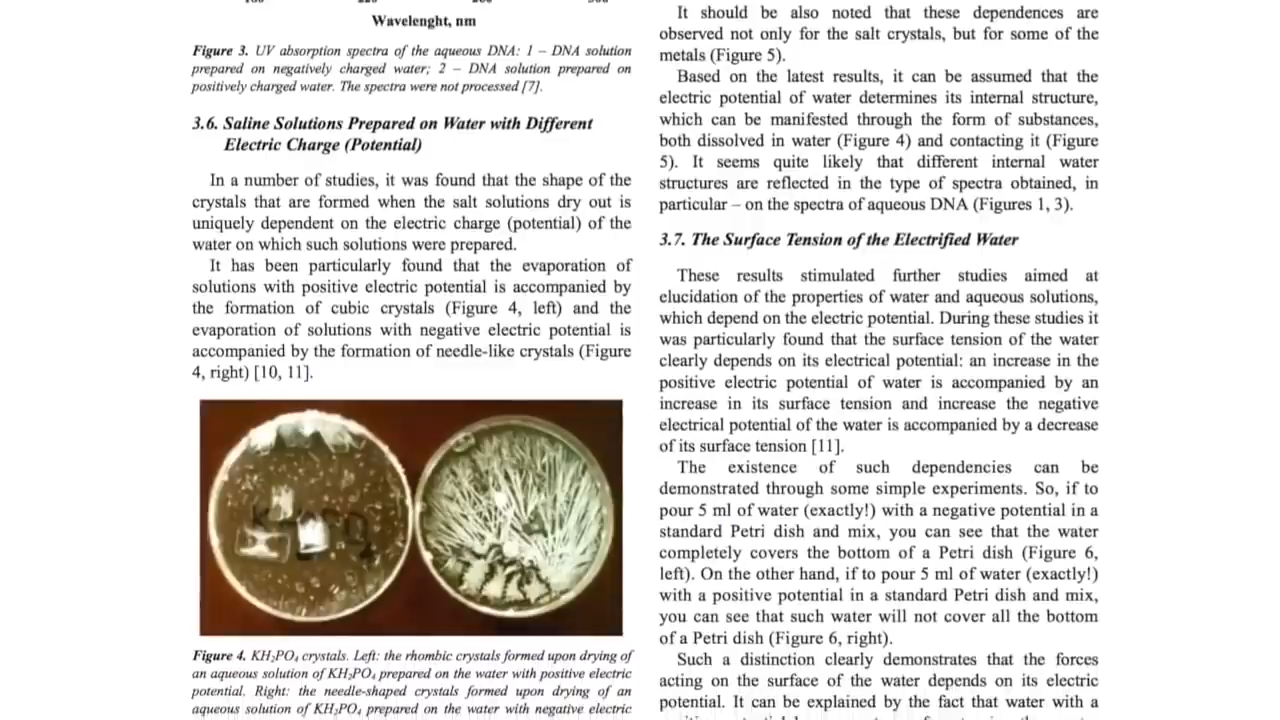 Wavelenght, nm
Figure 3. UV absorption spectra of the aqueous DNA: 1 – DNA solution
prepared on negatively charged water; 2 – DNA solution prepared on
positively charged water. The spectra were not processed [7].
3.6. Saline Solutions Prepared on Water with Different
Electric Charge (Potential)
In a number of studies, it was found that the shape of the
crystals that are formed when the salt solutions dry out is
uniquely dependent on the electric charge (potential) of the
water on which such solutions were prepared.
It has been particularly found that the evaporation of
solutions with positive electric potential is accompanied by
the formation of cubic crystals (Figure 4, left) and the
evaporation of solutions with negative electric potential is
accompanied by the formation of needle-like crystals (Figure
4, right) [10, 11].
Figure 4. KH₂PO₄ crystals. Left: the rhombic crystals formed upon drying of
an aqueous solution of KH₂PO₄ prepared on the water with positive electric
potential. Right: the needle-shaped crystals formed upon drying of an
aqueous solution of KH₂PO₄ prepared on the water with negative electric
It should be also noted that these dependences are
observed not only for the salt crystals, but for some of the
metals (Figure 5).
Based on the latest results, it can be assumed that the
electric potential of water determines its internal structure,
which can be manifested through the form of substances,
both dissolved in water (Figure 4) and contacting it (Figure
5). It seems quite likely that different internal water
structures are reflected in the type of spectra obtained, in
particular – on the spectra of aqueous DNA (Figures 1, 3).
3.7. The Surface Tension of the Electrified Water
These results stimulated further studies aimed at
elucidation of the properties of water and aqueous solutions,
which depend on the electric potential. During these studies it
was particularly found that the surface tension of the water
clearly depends on its electrical potential: an increase in the
positive electric potential of water is accompanied by an
increase in its surface tension and increase the negative
electrical potential of the water is accompanied by a decrease
of its surface tension [11].
The existence of such dependencies can be
demonstrated through some simple experiments. So, if to
pour 5 ml of water (exactly!) with a negative potential in a
standard Petri dish and mix, you can see that the water
completely covers the bottom of a Petri dish (Figure 6,
left). On the other hand, if to pour 5 ml of water (exactly!)
with a positive potential in a standard Petri dish and mix,
you can see that such water will not cover all the bottom
of a Petri dish (Figure 6, right).
Such a distinction clearly demonstrates that the forces
acting on the surface of the water depends on its electric
potential. It can be explained by the fact that water with a